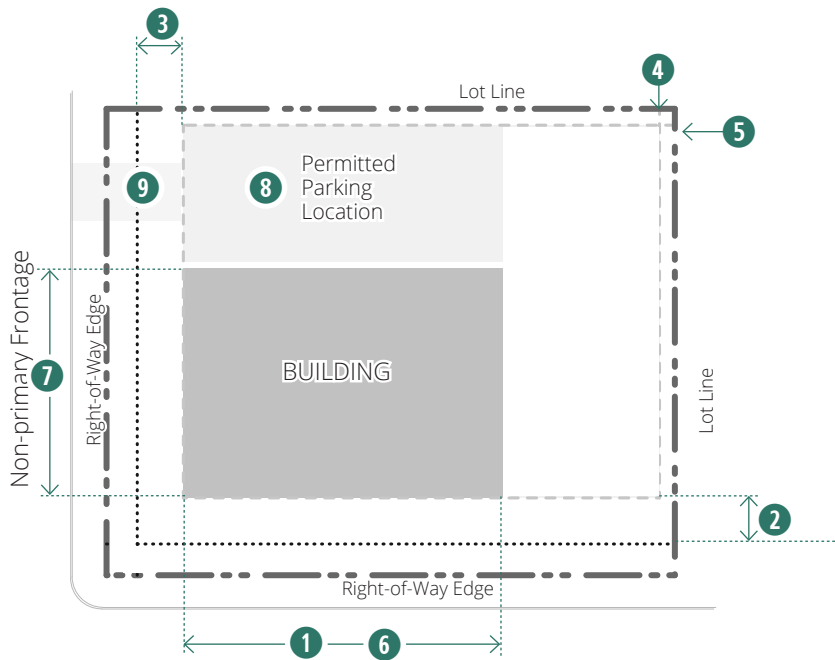 3
4
Lot Line
5
Permitted
Parking
Location
9
8
Non-primary Frontage
Right-of-Way Edge
7
BUILDING
Lot Line
2
Right-of-Way Edge
1
6